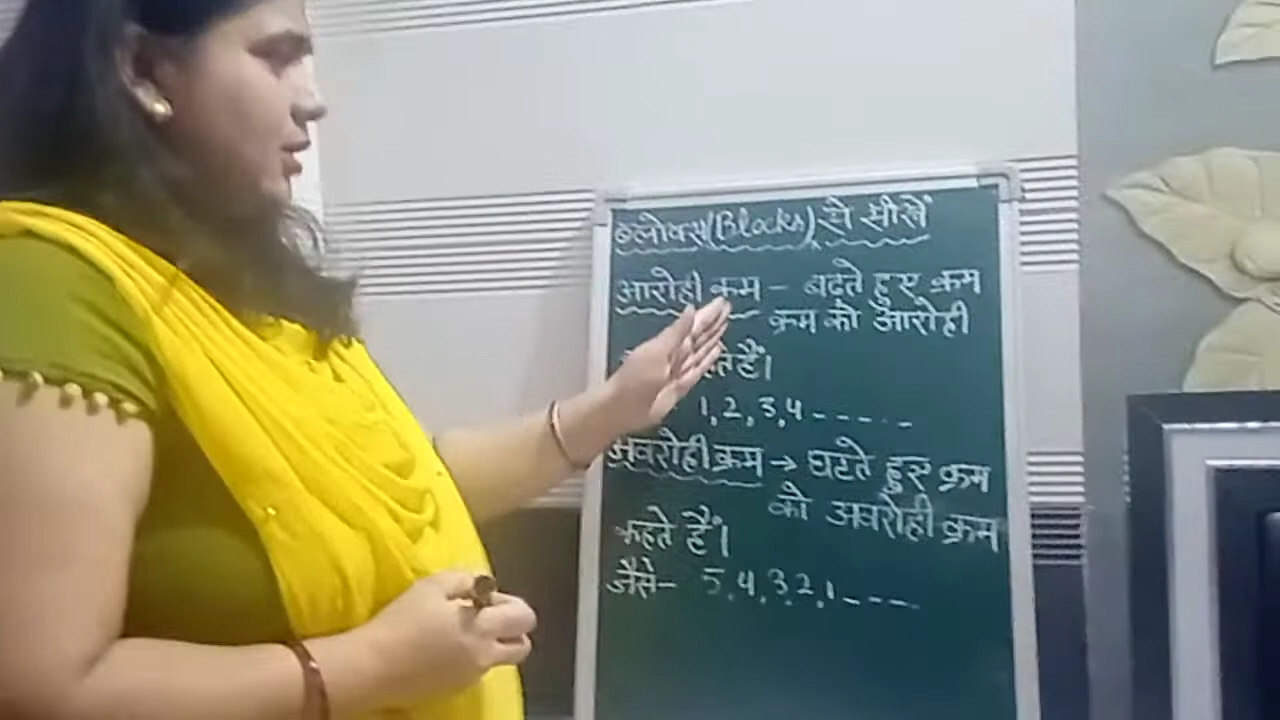 ब्लोक्स(Blocks) से सीखें
आरोही क्रम - बढ़ते हुए क्रम
क्रम को आरोही
हैं।
1, 2, 3, 4 - - - - -
अवरोही क्रम → घटते हुए क्रम
को अवरोही क्रम
कहते हैं।
जैसे- 5, 4, 3, 2, 1 - - - -